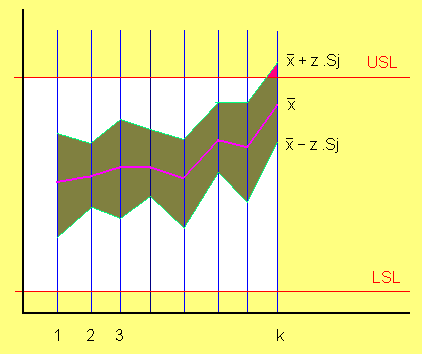 x̅ + z .Sj
USL
x̅
x̅ − z .Sj
LSL
1 2 3 k